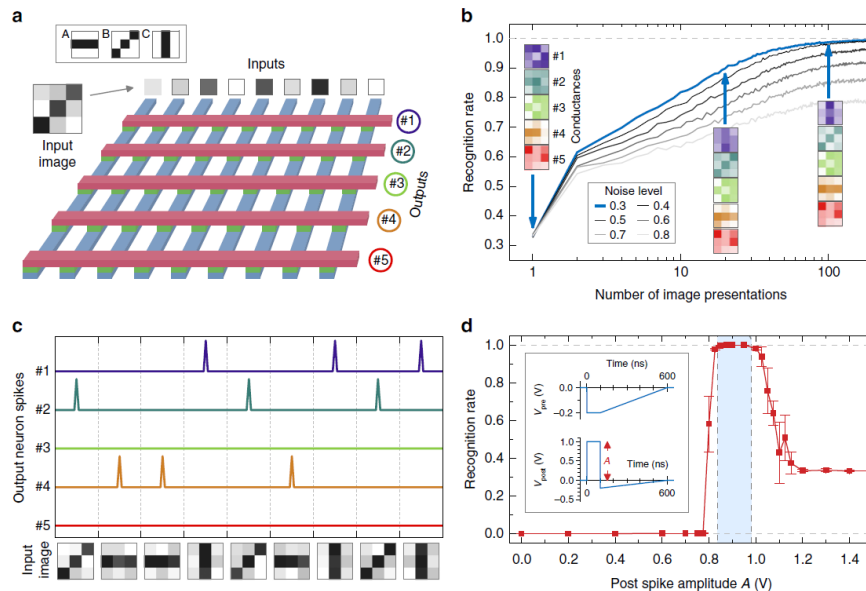 a
A B C
Inputs
Input
image
#1
#2
#3
#4
#5
Outputs
b
Recognition rate
1.0
0.9
0.8
0.7
0.6
0.5
0.4
0.3
#1
#2
#3
#4
#5
Conductances
Noise level
0.3 0.4
0.5 0.6
0.7 0.8
1 10 100
Number of image presentations
c
Output neuron spikes
#1
#2
#3
#4
#5
Input
image
d
Recognition rate
1.0
0.8
0.6
0.4
0.2
0.0
Time (ns)
0 600
0.0
−0.2
Vpre (V)
1.0
0.5
0.0
−0.5
Vpost (V)
A
Time (ns)
0 600
0.0 0.2 0.4 0.6 0.8 1.0 1.2 1.4
Post spike amplitude A (V)